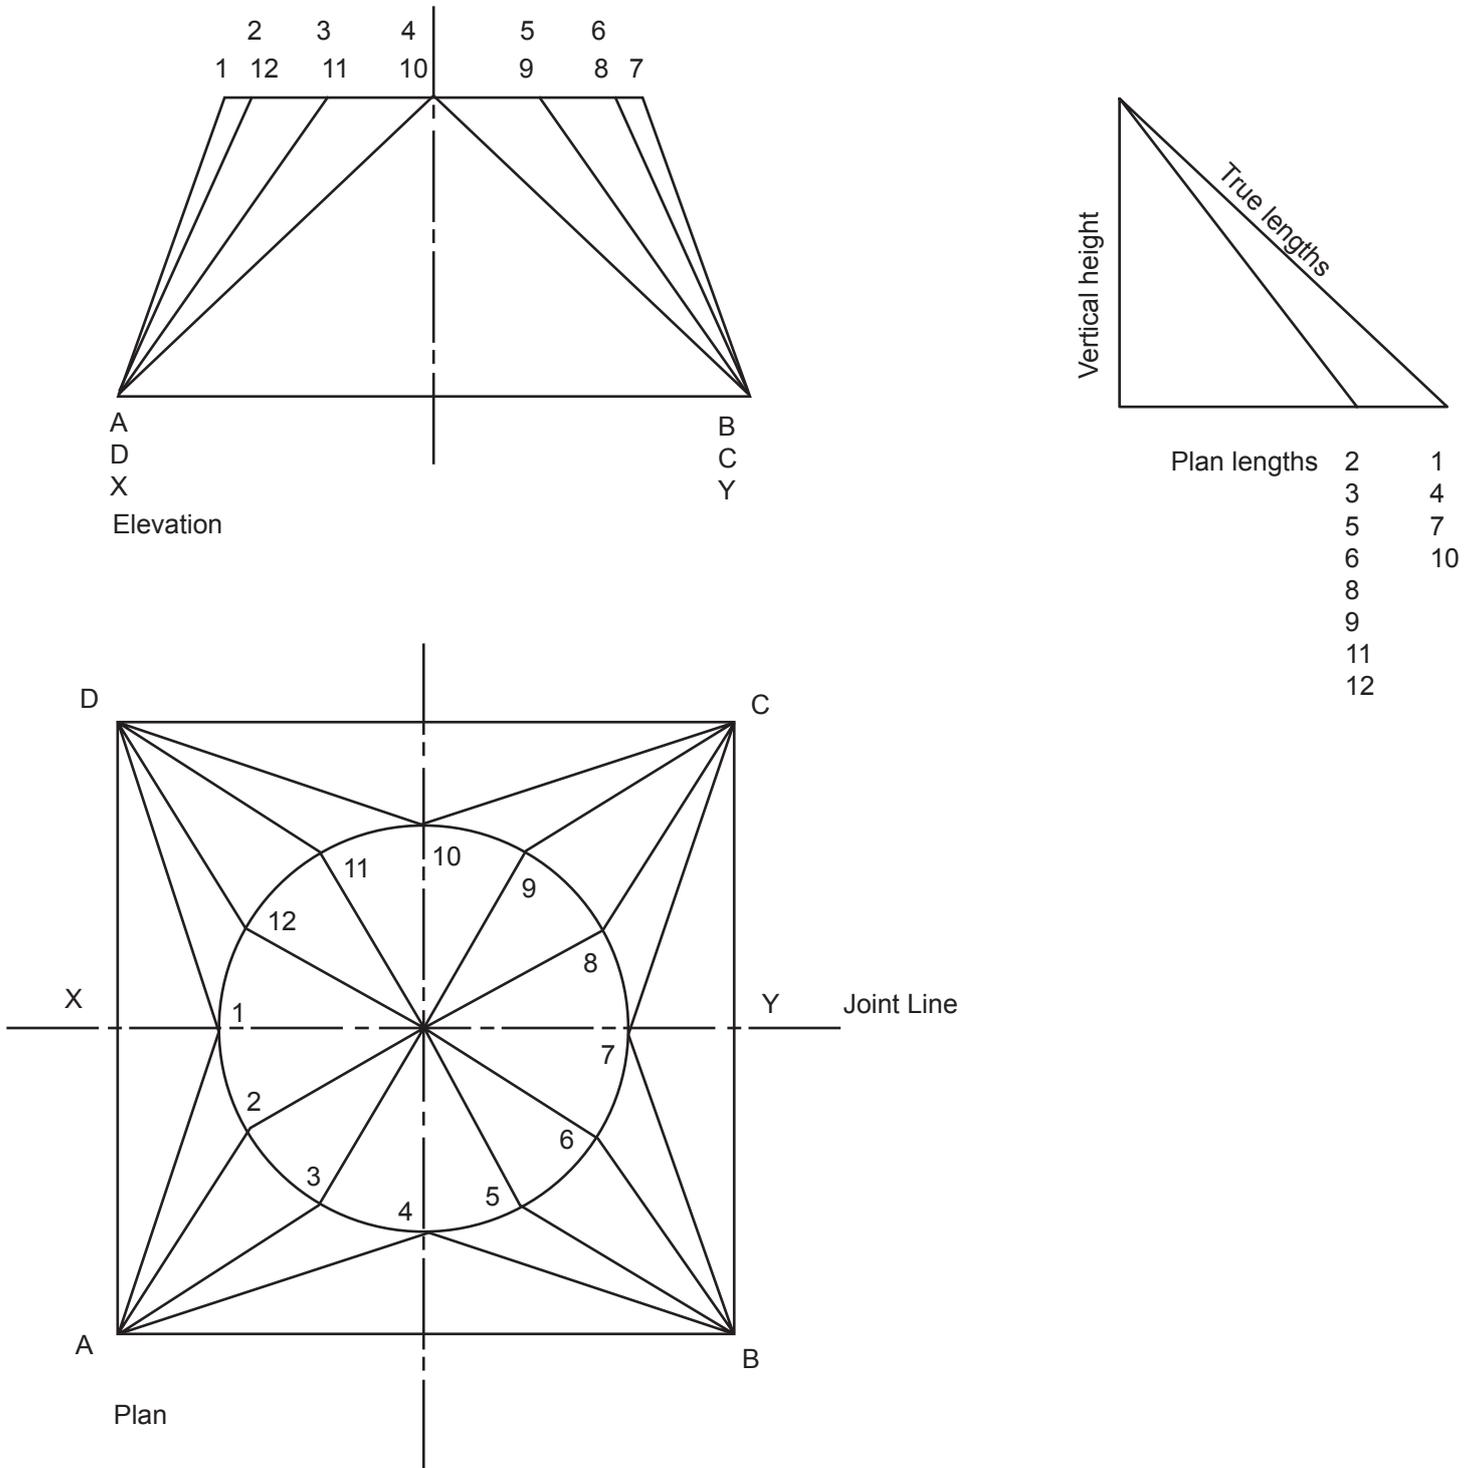 2 3 4 5 6
1 12 11 10 9 8 7
A B
D C
X Y
Elevation
Vertical height
True lengths
Plan lengths 2 1
3 4
5 7
6 10
8
9
11
12
D C
10
11
9
12
8
X 1 Y Joint Line
7
2
6
3
5
4
A B
Plan